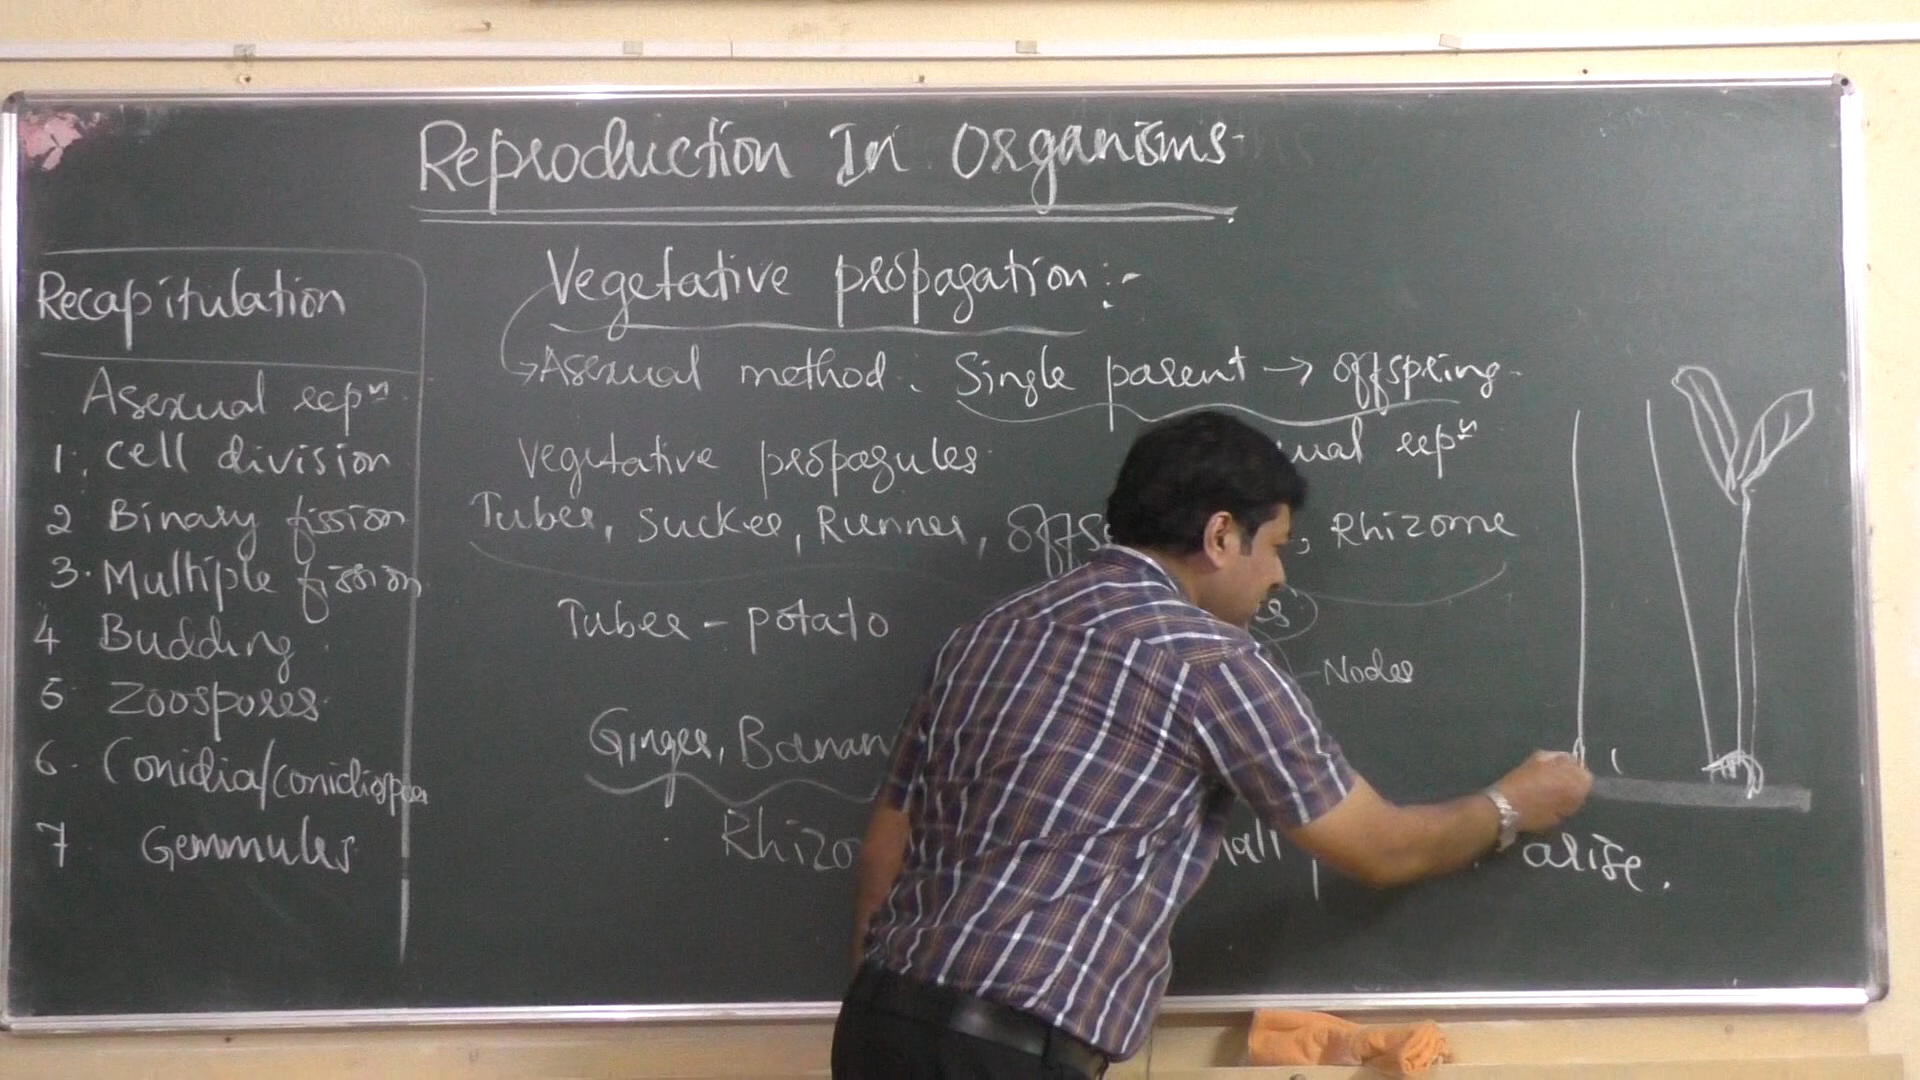 Reproduction In Organisms
Recapitulation
Asexual repn
1. Cell division
2 Binary fission
3. Multiple fission
4 Budding
5 Zoospores
6. Conidia/conidiospores
7 Gemmules
Vegetative propagation :-
Asexual method. Single parent → offspring
Vegetative propagules
repn
Tuber, Sucker, Runner, , Rhizome
Tuber - potato
Nodes
Ginger,
arise.